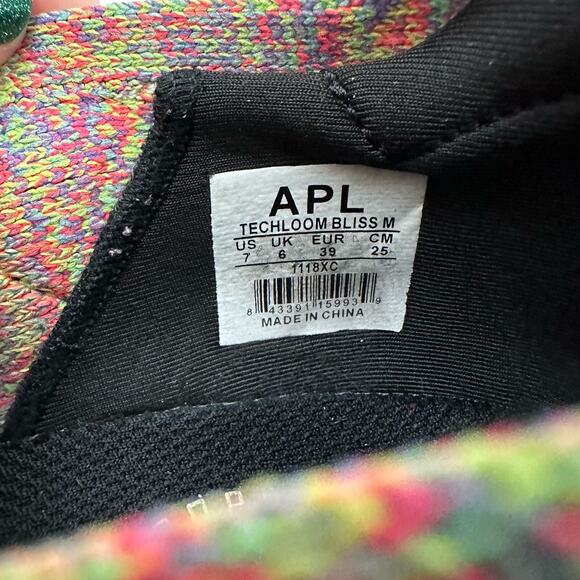 APL
TECHLOOM BLISS M
US UK EUR CM
7 6 39 25
1118XC
8 43391 15993 9
MADE IN CHINA